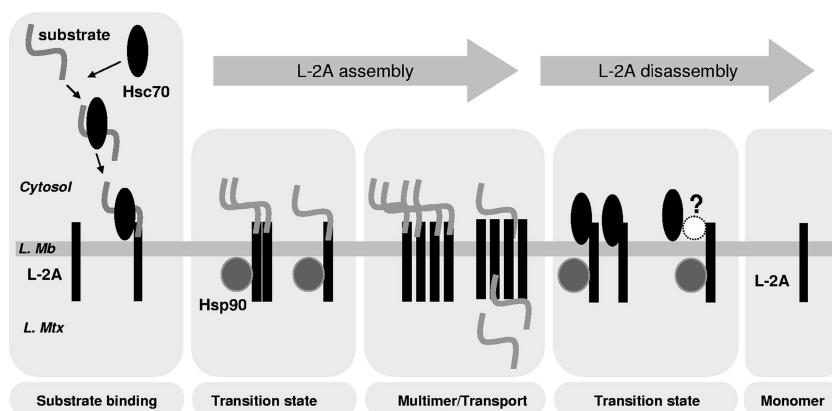 substrate
Hsc70
L-2A assembly
L-2A disassembly
Cytosol
?
L. Mb
L-2A
Hsp90
L-2A
L. Mtx
Substrate binding
Transition state
Multimer/Transport
Transition state
Monomer